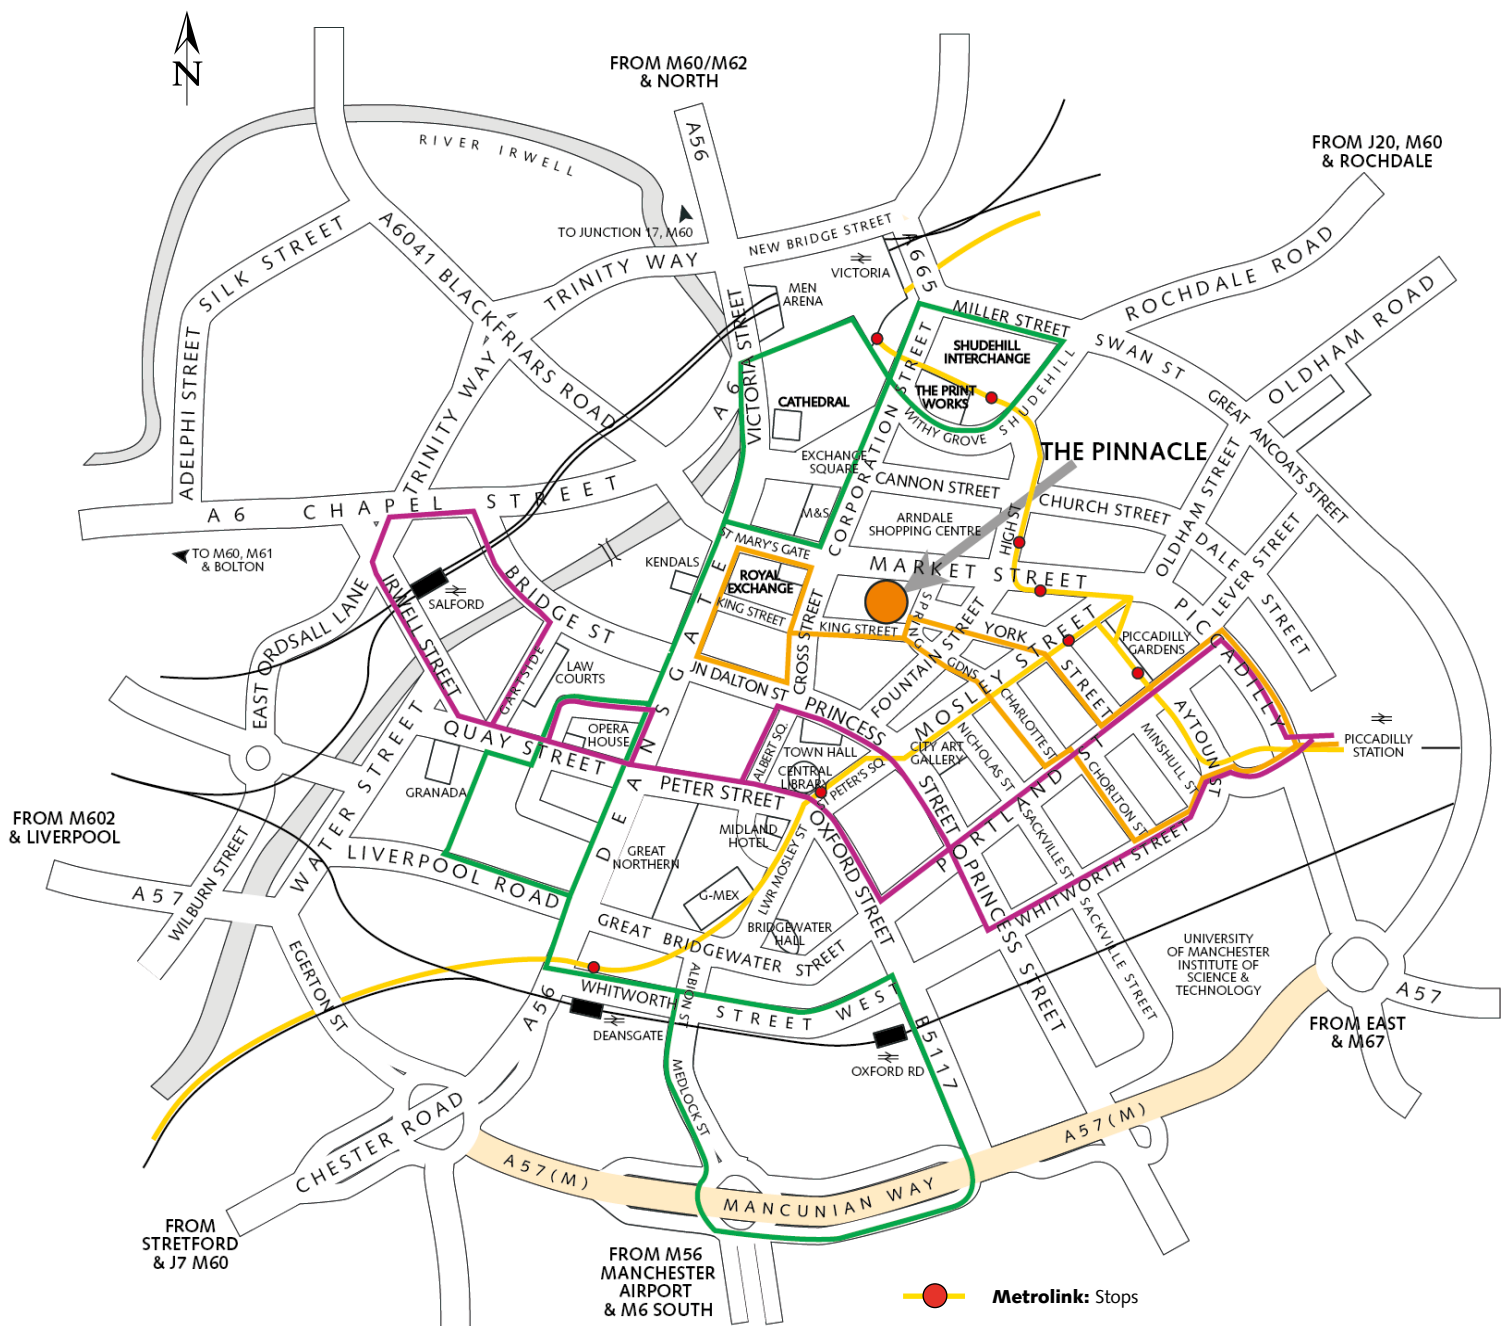 N
FROM M60/M62
& NORTH
A56
RIVER IRWELL
FROM J20, M60
& ROCHDALE
TO JUNCTION 17, M60
NEW BRIDGE STREET
A665
VICTORIA
MEN
ARENA
SILK STREET
A6041 BLACKFRIARS ROAD
TRINITY WAY
ROCHDALE ROAD
OLDHAM ROAD
MILLER STREET
SWAN ST
GREAT ANCOATS STREET
SHUDEHILL
INTERCHANGE
SHUDEHILL
THE PRINT
WORKS
WITHY GROVE
VICTORIA STREET
A6
CATHEDRAL
ADELPHI STREET
TRINITY WAY
EXCHANGE
SQUARE
CORPORATION STREET
THE PINNACLE
CANNON STREET
CHURCH STREET
OLDHAM STREET
A6 CHAPEL STREET
M&S
ARNDALE
SHOPPING CENTRE
HIGH ST
DALE STREET
LEVER STREET
ST MARY'S GATE
MARKET STREET
TO M60, M61
& BOLTON
KENDALS
ROYAL
EXCHANGE
KING STREET
KING STREET
CROSS STREET
SPRING
GDNS
YORK STREET
FOUNTAIN STREET
MOSLEY STREET
PICCADILLY
PICCADILLY
GARDENS
SALFORD
IRWELL STREET
BRIDGE ST
EAST ORDSALL LANE
GARTSIDE
LAW
COURTS
JN DALTON ST
PRINCESS STREET
CHARLOTTE ST
NICHOLAS ST
AYTOUN ST
MINSHULL ST
PICCADILLY
STATION
OPERA
HOUSE
QUAY STREET
DEANSGATE
ALBERT SQ.
TOWN HALL
CENTRAL
LIBRARY
ST PETER'S SQ.
CITY ART
GALLERY
PETER STREET
PORTLAND ST
CHORLTON ST
GRANADA
WATER STREET
FROM M602
& LIVERPOOL
LIVERPOOL ROAD
GREAT
NORTHERN
MIDLAND
HOTEL
G-MEX
LWR MOSLEY ST
OXFORD STREET
SACKVILLE ST
WHITWORTH STREET
A57
WILBURN STREET
BRIDGEWATER
HALL
GREAT BRIDGEWATER STREET
PRINCESS STREET
SACKVILLE STREET
UNIVERSITY
OF MANCHESTER
INSTITUTE OF
SCIENCE &
TECHNOLOGY
EGERTON ST
A56
WHITWORTH STREET WEST
ALBION ST
DEANSGATE
OXFORD RD
B5117
A57
FROM EAST
& M67
MEDLOCK ST
CHESTER ROAD
A57(M)
A57(M)
MANCUNIAN WAY
FROM
STRETFORD
& J7 M60
FROM M56
MANCHESTER
AIRPORT
& M6 SOUTH
Metrolink: Stops